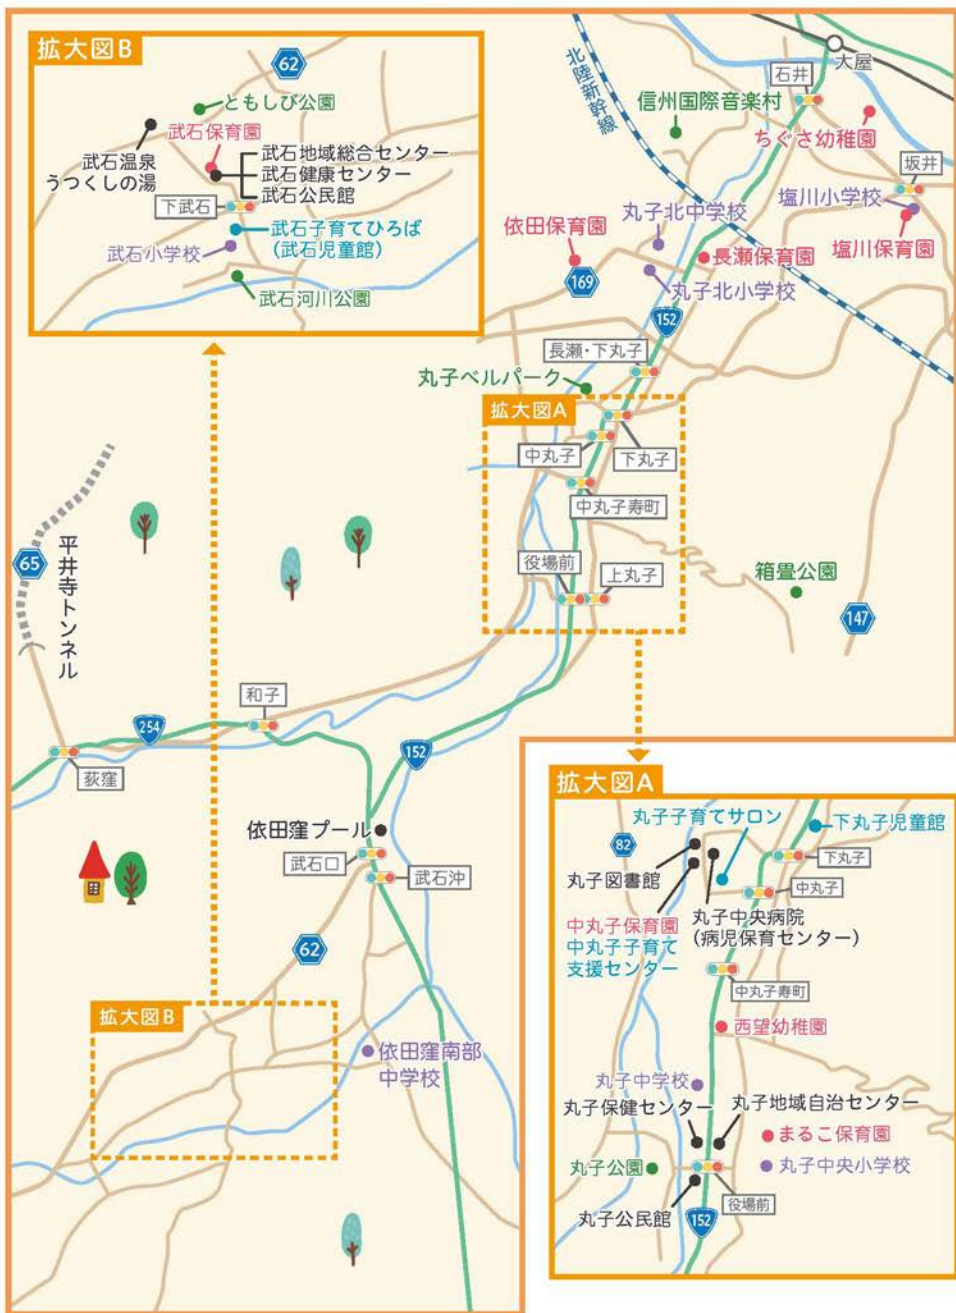 拡大図B
62
ともしび公園
武石保育園
武石温泉
うつくしの湯
武石地域総合センター
武石健康センター
武石公民館
下武石
武石子育てひろば
(武石児童館)
武石小学校
武石河川公園
北陸新幹線
大屋
石井
信州国際音楽村
ちぐさ幼稚園
坂井
塩川小学校
塩川保育園
丸子北中学校
依田保育園
長瀬保育園
169
丸子北小学校
152
長瀬・下丸子
丸子ベルパーク
拡大図A
中丸子
下丸子
中丸子寿町
役場前
上丸子
箱畳公園
147
65
平井寺トンネル
和子
254
荻窪
152
依田窪プール
武石口
武石沖
62
拡大図B
依田窪南部
中学校
拡大図A
丸子子育てサロン
下丸子児童館
82
丸子図書館
下丸子
中丸子
中丸子保育園
中丸子子育て
支援センター
丸子中央病院
(病児保育センター)
中丸子寿町
西望幼稚園
丸子中学校
丸子保健センター
丸子地域自治センター
まるこ保育園
丸子公園
丸子中央小学校
役場前
丸子公民館
152